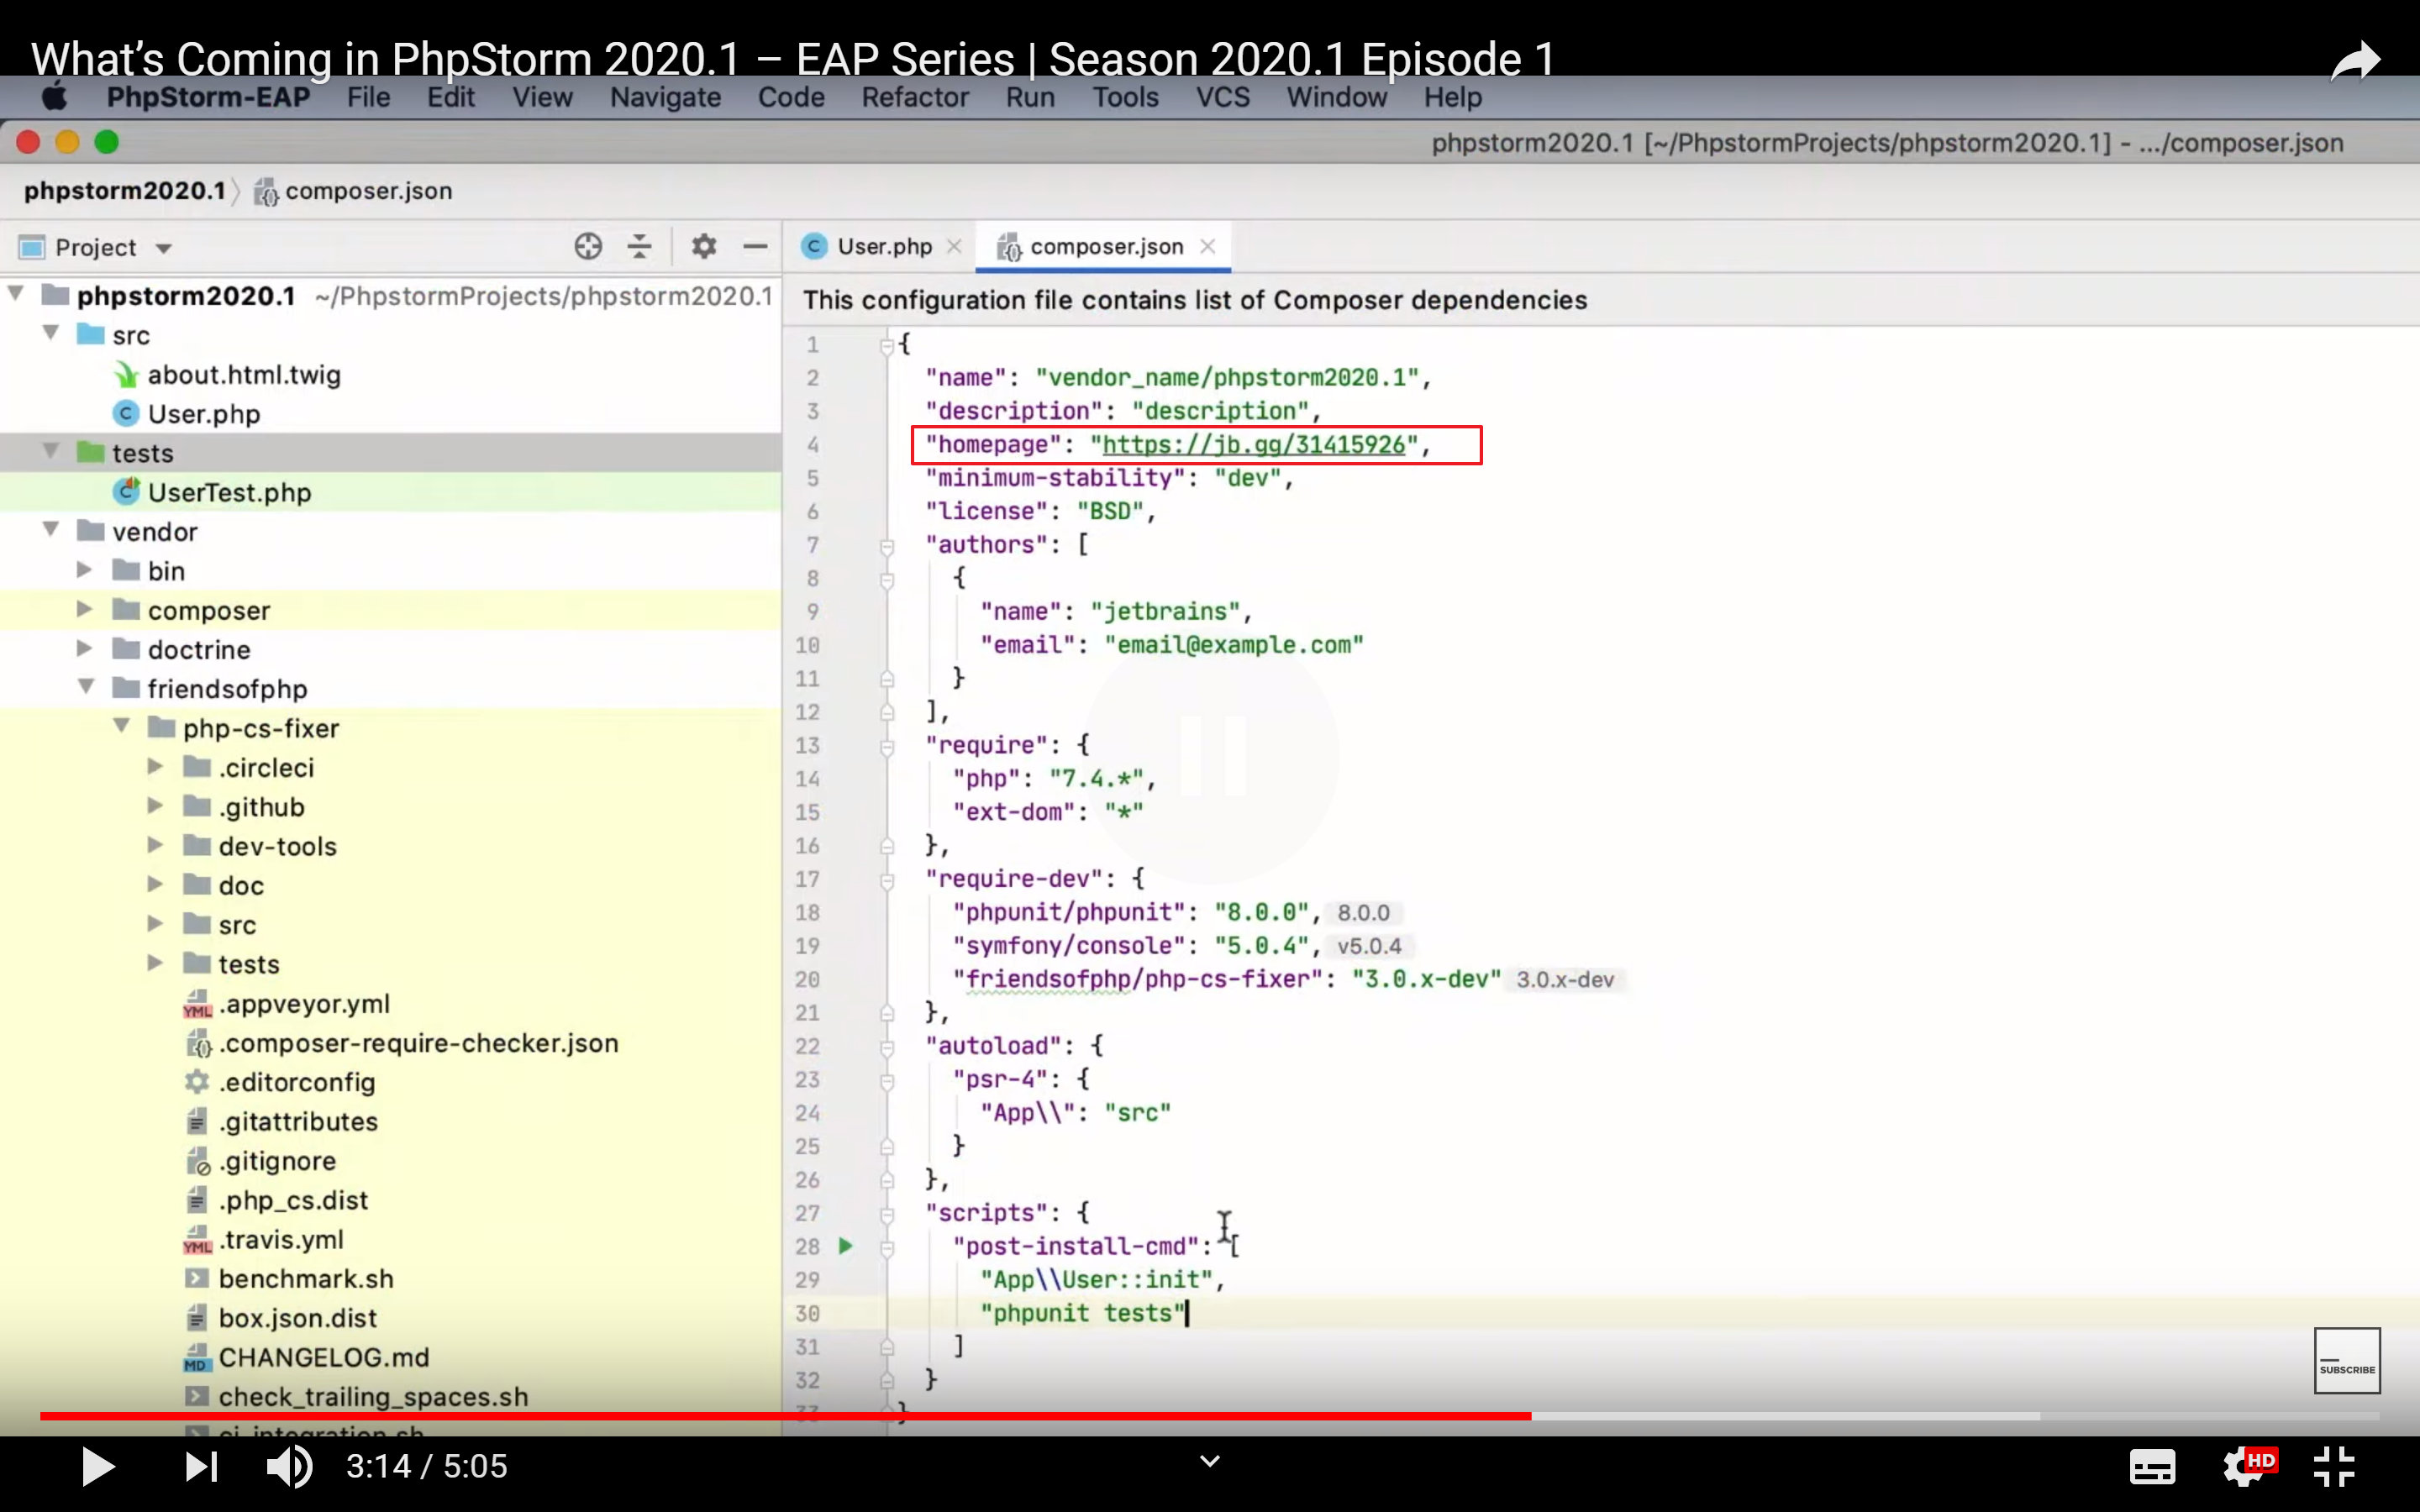 What’s Coming in PhpStorm 2020.1 – EAP Series | Season 2020.1 Episode 1
PhpStorm-EAP File Edit View Navigate Code Refactor Run Tools VCS Window Help
phpstorm2020.1 [~/PhpstormProjects/phpstorm2020.1] - .../composer.json
phpstorm2020.1 composer.json
Project
phpstorm2020.1 ~/PhpstormProjects/phpstorm2020.1
src
about.html.twig
User.php
tests
UserTest.php
vendor
bin
composer
doctrine
friendsofphp
php-cs-fixer
.circleci
.github
dev-tools
doc
src
tests
.appveyor.yml
.composer-require-checker.json
.editorconfig
.gitattributes
.gitignore
.php_cs.dist
.travis.yml
benchmark.sh
box.json.dist
CHANGELOG.md
check_trailing_spaces.sh
ci_integration.sh
User.php composer.json
This configuration file contains list of Composer dependencies
1 {
2 "name": "vendor_name/phpstorm2020.1",
3 "description": "description",
4 "homepage": "https://jb.gg/31415926",
5 "minimum-stability": "dev",
6 "license": "BSD",
7 "authors": [
8 {
9 "name": "jetbrains",
10 "email": "email@example.com"
11 }
12 ],
13 "require": {
14 "php": "7.4.*",
15 "ext-dom": "*"
16 },
17 "require-dev": {
18 "phpunit/phpunit": "8.0.0", 8.0.0
19 "symfony/console": "5.0.4", v5.0.4
20 "friendsofphp/php-cs-fixer": "3.0.x-dev" 3.0.x-dev
21 },
22 "autoload": {
23 "psr-4": {
24 "App\\": "src"
25 }
26 },
27 "scripts": {
28 "post-install-cmd": [
29 "App\\User::init",
30 "phpunit tests"
31 ]
32 }
33 }
SUBSCRIBE
3:14 / 5:05
HD